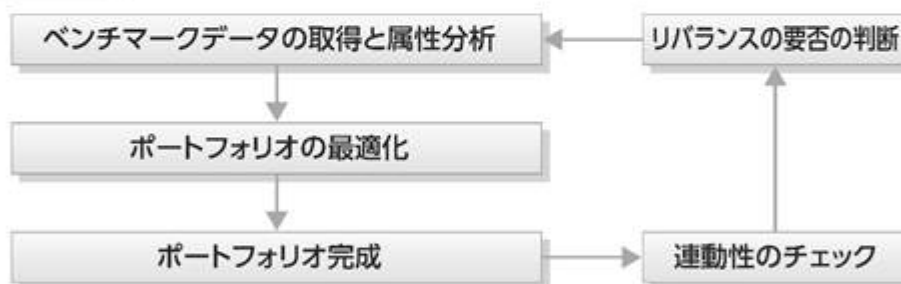 ベンチマークデータの取得と属性分析
リバランスの要否の判断
ポートフォリオの最適化
ポートフォリオ完成
連動性のチェック